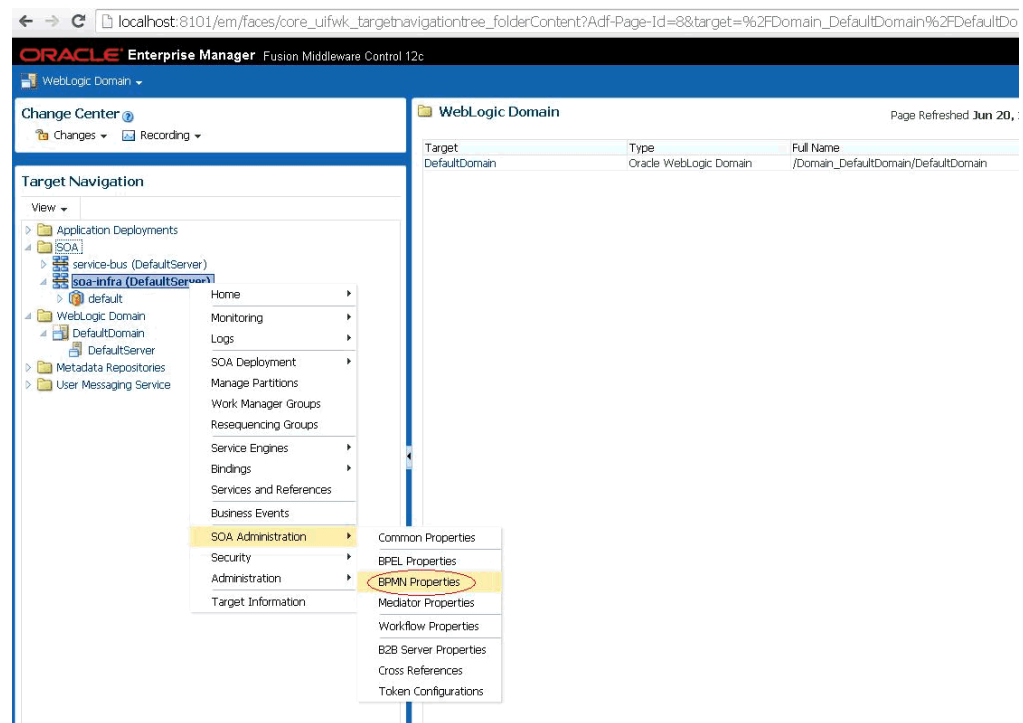 localhost:8101/em/faces/core_uifwk_targetnavigationtree_folderContent?Adf-Page-Id=8&target=%2FDomain_DefaultDomain%2FDefaultDo
ORACLE Enterprise Manager Fusion Middleware Control 12c
WebLogic Domain
Change Center
Changes Recording
Target Navigation
View
Application Deployments
SOA
service-bus (DefaultServer)
soa-infra (DefaultServer)
default
WebLogic Domain
DefaultDomain
DefaultServer
Metadata Repositories
User Messaging Service
Home
Monitoring
Logs
SOA Deployment
Manage Partitions
Work Manager Groups
Resequencing Groups
Service Engines
Bindings
Services and References
Business Events
SOA Administration
Security
Administration
Target Information
Common Properties
BPEL Properties
BPMN Properties
Mediator Properties
Workflow Properties
B2B Server Properties
Cross References
Token Configurations
WebLogic Domain
Page Refreshed Jun 20,
Target Type Full Name
DefaultDomain Oracle WebLogic Domain /Domain_DefaultDomain/DefaultDomain